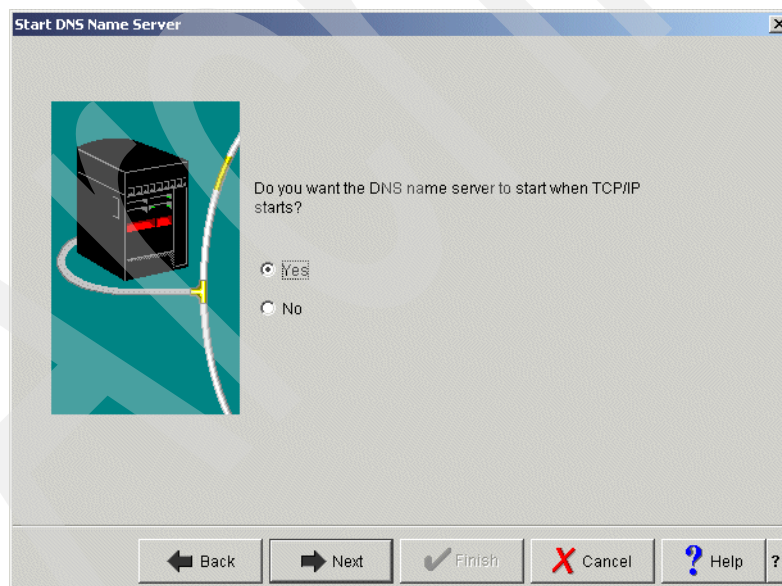 Start DNS Name Server
Do you want the DNS name server to start when TCP/IP
starts?
Yes
No
Back
Next
Finish
Cancel
? Help
?